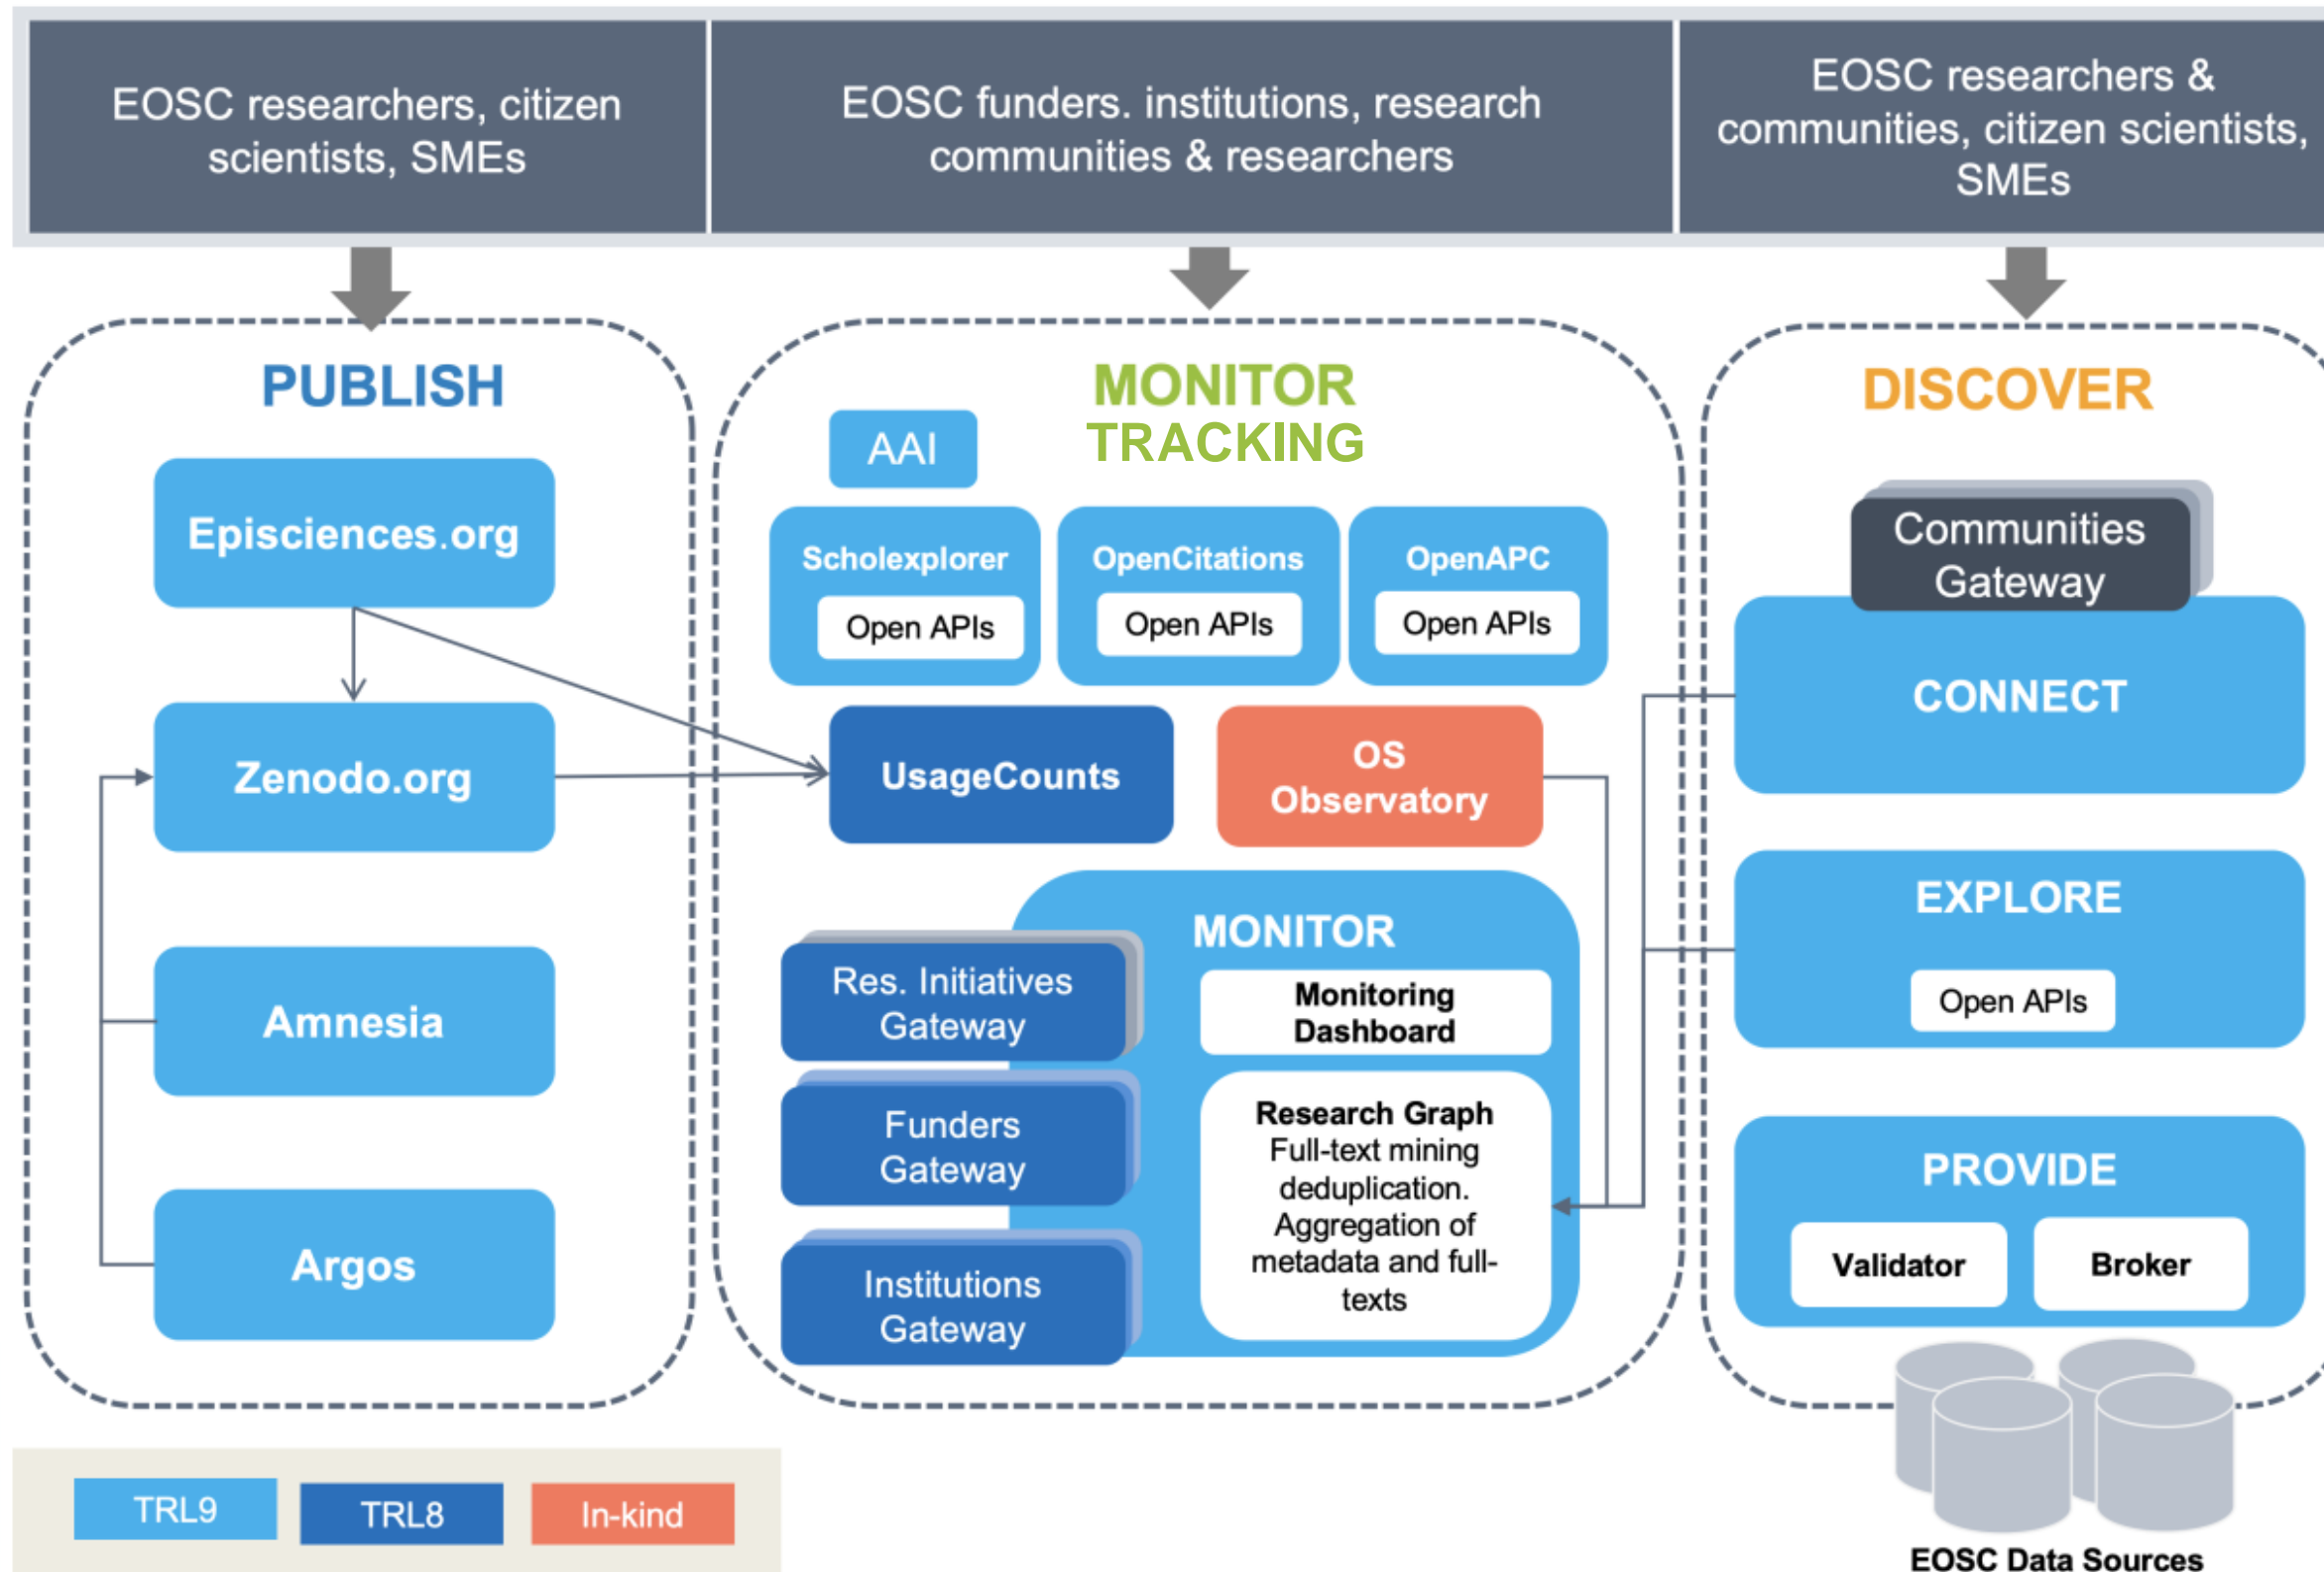 EOSC researchers, citizen
scientists, SMEs
EOSC funders. institutions, research
communities & researchers
EOSC researchers &
communities, citizen scientists,
SMEs
PUBLISH
Episciences.org
Zenodo.org
Amnesia
Argos
MONITOR
TRACKING
AAI
Scholexplorer
Open APIs
OpenCitations
Open APIs
OpenAPC
Open APIs
UsageCounts
OS
Observatory
MONITOR
Res. Initiatives
Gateway
Funders
Gateway
Institutions
Gateway
Monitoring
Dashboard
Research Graph
Full-text mining
deduplication.
Aggregation of
metadata and full-
texts
DISCOVER
Communities
Gateway
CONNECT
EXPLORE
Open APIs
PROVIDE
Validator
Broker
EOSC Data Sources
TRL9
TRL8
In-kind